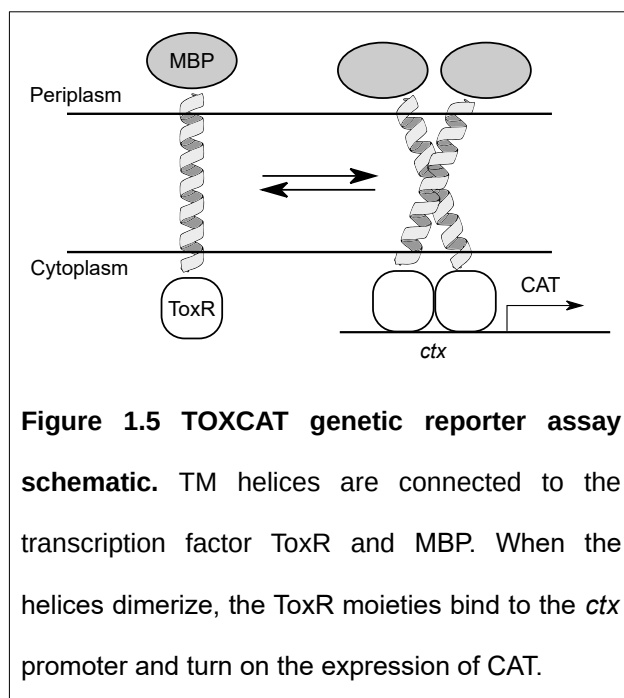 MBP
Periplasm
Cytoplasm
ToxR
CAT
ctx
Figure 1.5 TOXCAT genetic reporter assay
schematic. TM helices are connected to the
transcription factor ToxR and MBP. When the
helices dimerize, the ToxR moieties bind to the ctx
promoter and turn on the expression of CAT.